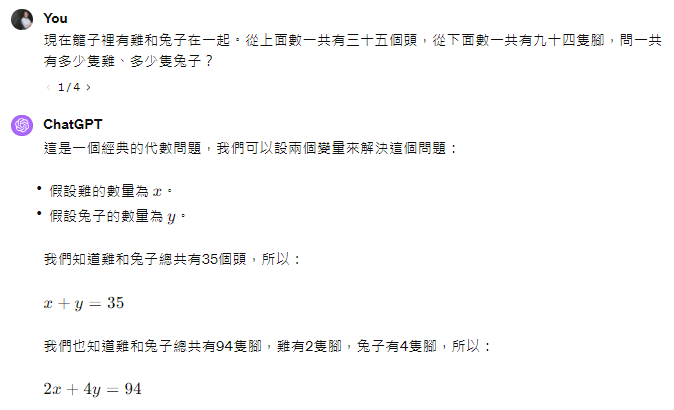 You
現在籠子裡有雞和兔子在一起。從上面數一共有三十五個頭，從下面數一共有九十四隻腳，問一共
有多少隻雞、多少隻兔子？
‹ 1 / 4 ›
ChatGPT
這是一個經典的代數問題，我們可以設兩個變量來解決這個問題：
• 假設雞的數量為 x。
• 假設兔子的數量為 y。
我們知道雞和兔子總共有35個頭，所以：
x + y = 35
我們也知道雞和兔子總共有94隻腳，雞有2隻腳，兔子有4隻腳，所以：
2x + 4y = 94